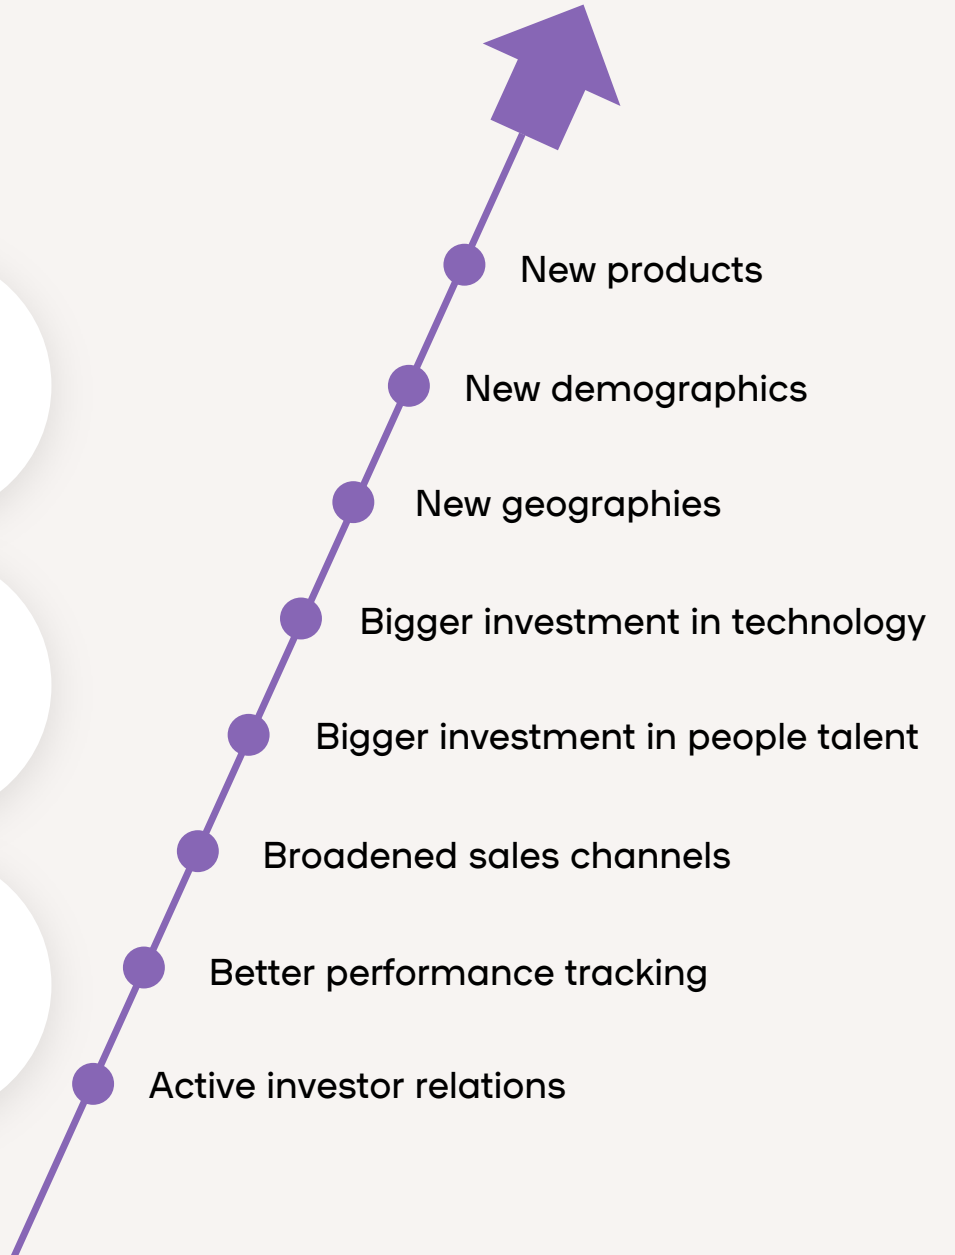 New products
New demographics
New geographies
Bigger investment in technology
Bigger investment in people talent
Broadened sales channels
Better performance tracking
Active investor relations